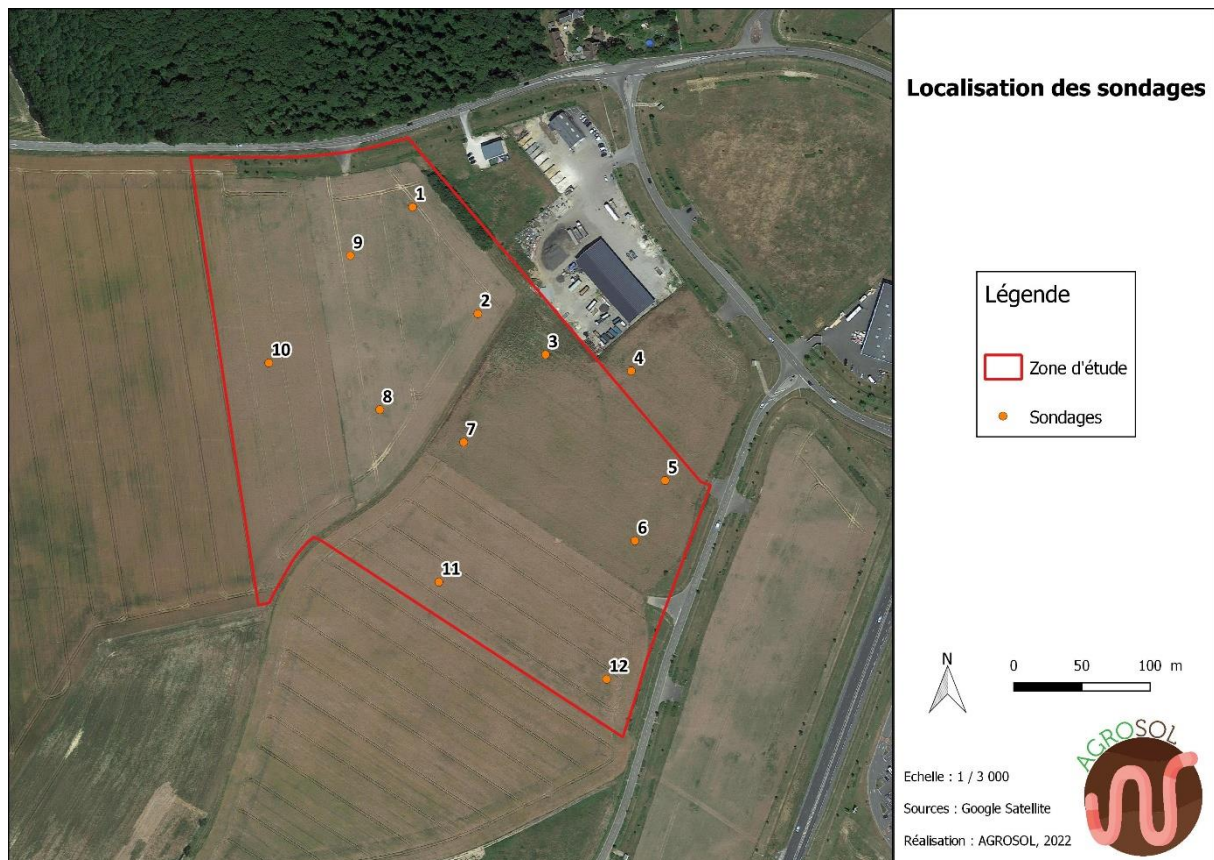 Localisation des sondages
1
9
2
3
4
10
8
7
5
6
11
12
Légende
Zone d'étude
Sondages
N
0 50 100 m
Echelle : 1 / 3 000
Sources : Google Satellite
Réalisation : AGROSOL, 2022
AGROSOL